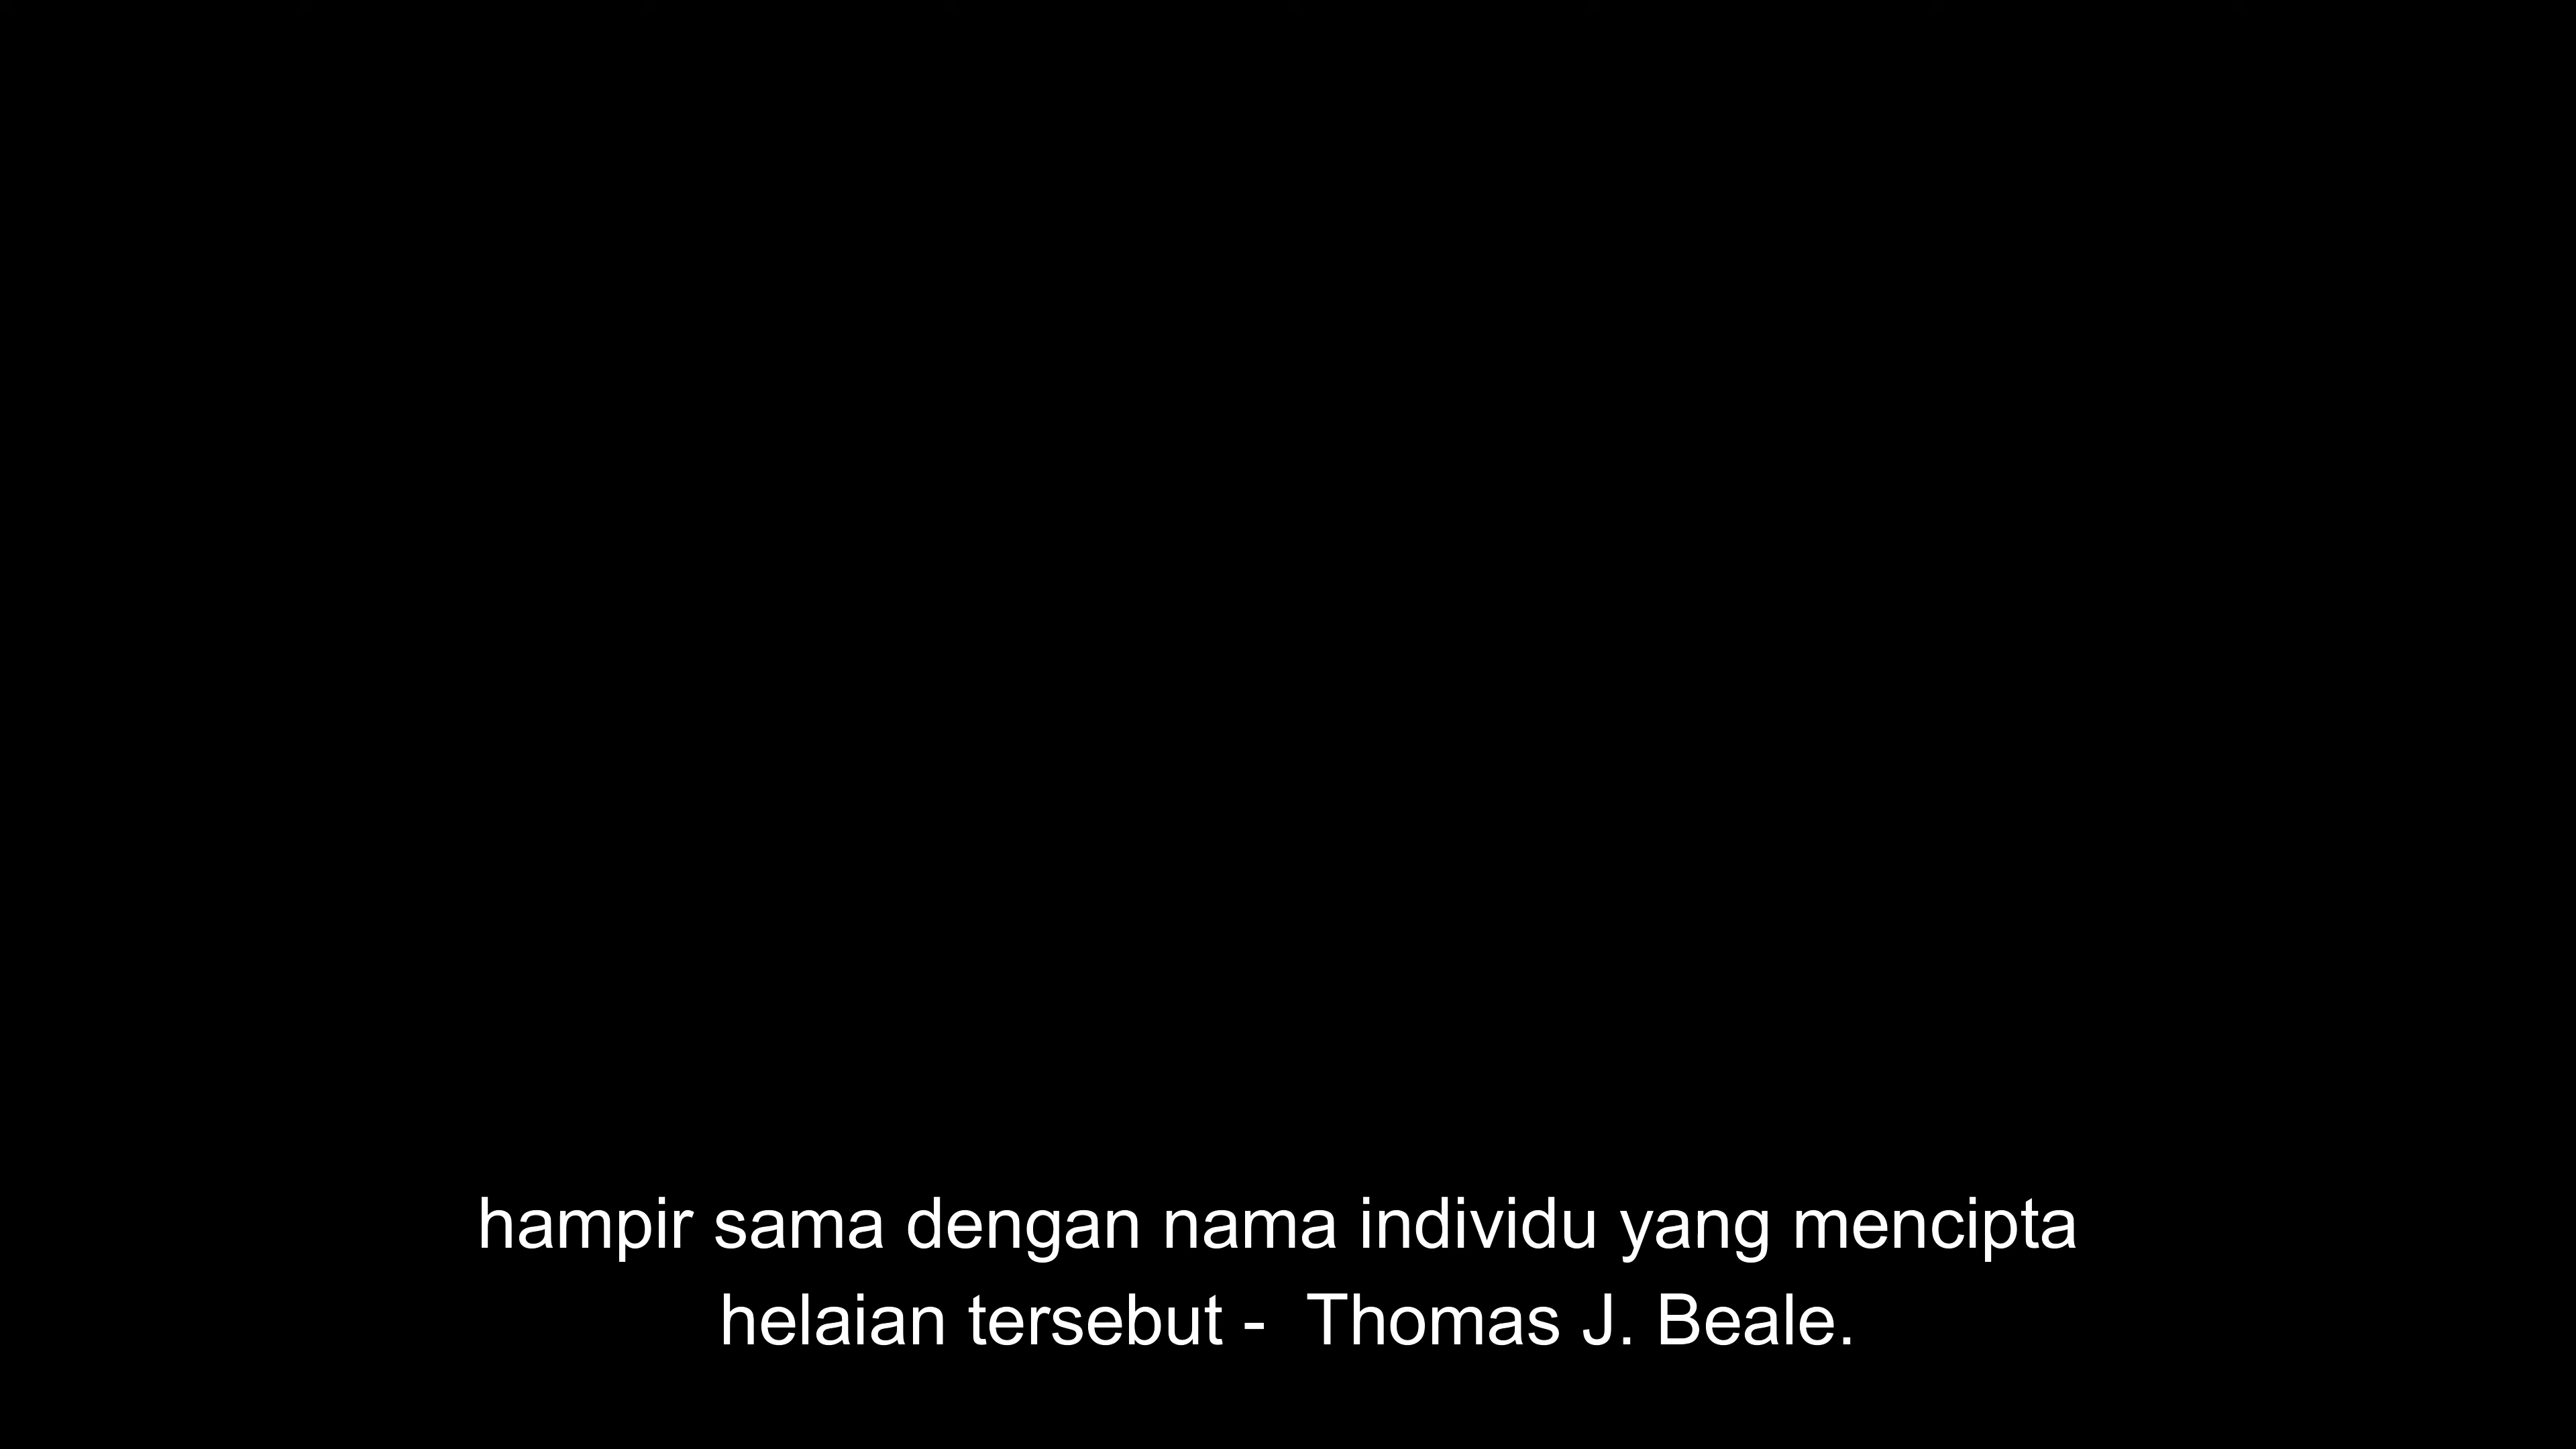 hampir sama dengan nama individu yang mencipta
helaian tersebut -  Thomas J. Beale.